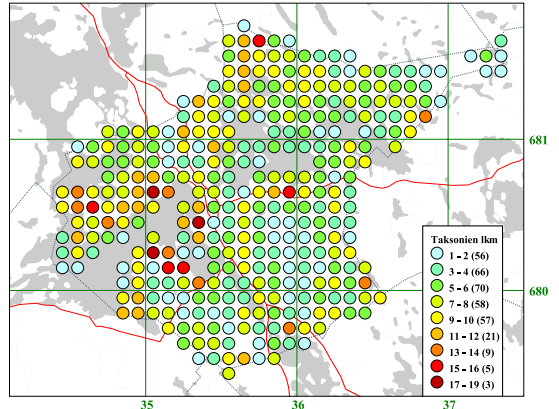 681
Taksonien lkm
1 - 2 (56)
3 - 4 (66)
5 - 6 (70)
7 - 8 (58)
9 - 10 (57)
11 - 12 (21)
13 - 14 (9)
15 - 16 (5)
17 - 19 (3)
680
35
36
37